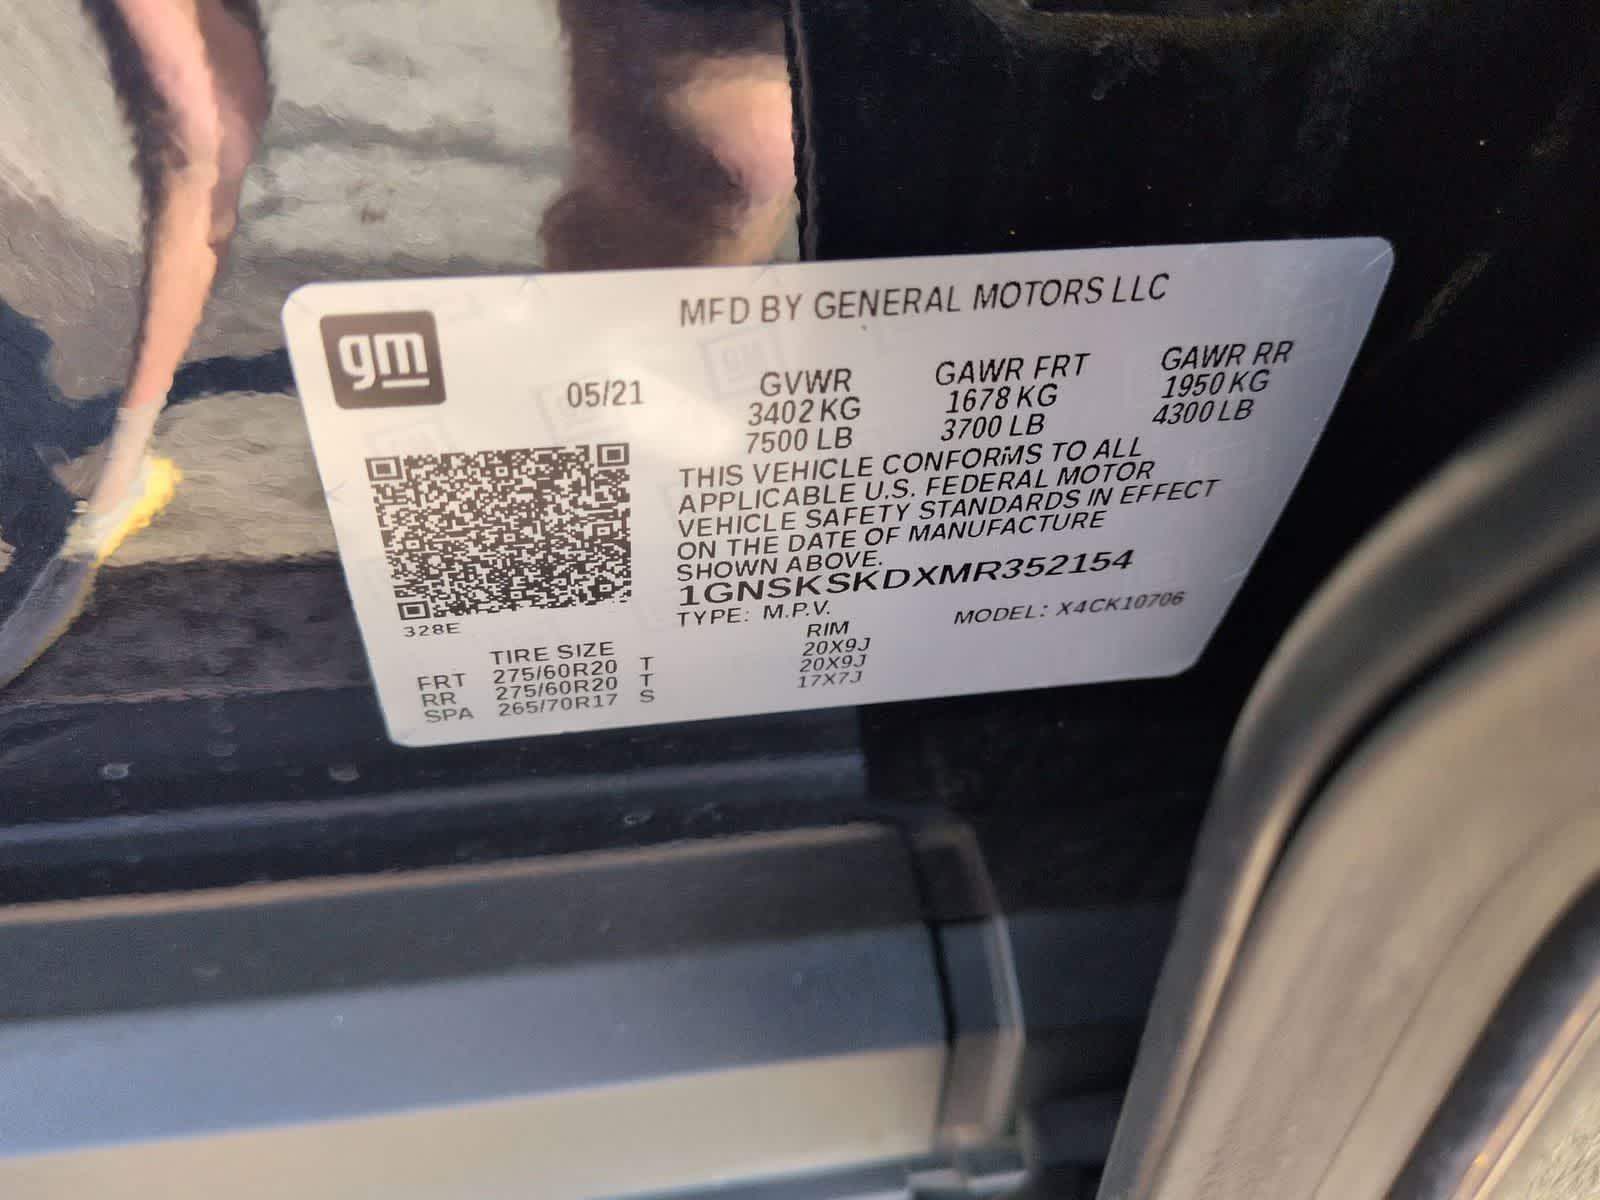 gm
MFD BY GENERAL MOTORS LLC
05/21 GVWR GAWR FRT GAWR RR
3402 KG 1678 KG 1950 KG
7500 LB 3700 LB 4300 LB
THIS VEHICLE CONFORMS TO ALL
APPLICABLE U.S. FEDERAL MOTOR
VEHICLE SAFETY STANDARDS IN EFFECT
ON THE DATE OF MANUFACTURE
SHOWN ABOVE.
1GNSKSKDXMR352154
TYPE: M.P.V. MODEL: X4CK10706
328E
TIRE SIZE RIM
FRT 275/60R20 T 20X9J
RR 275/60R20 T 20X9J
SPA 265/70R17 S 17X7J